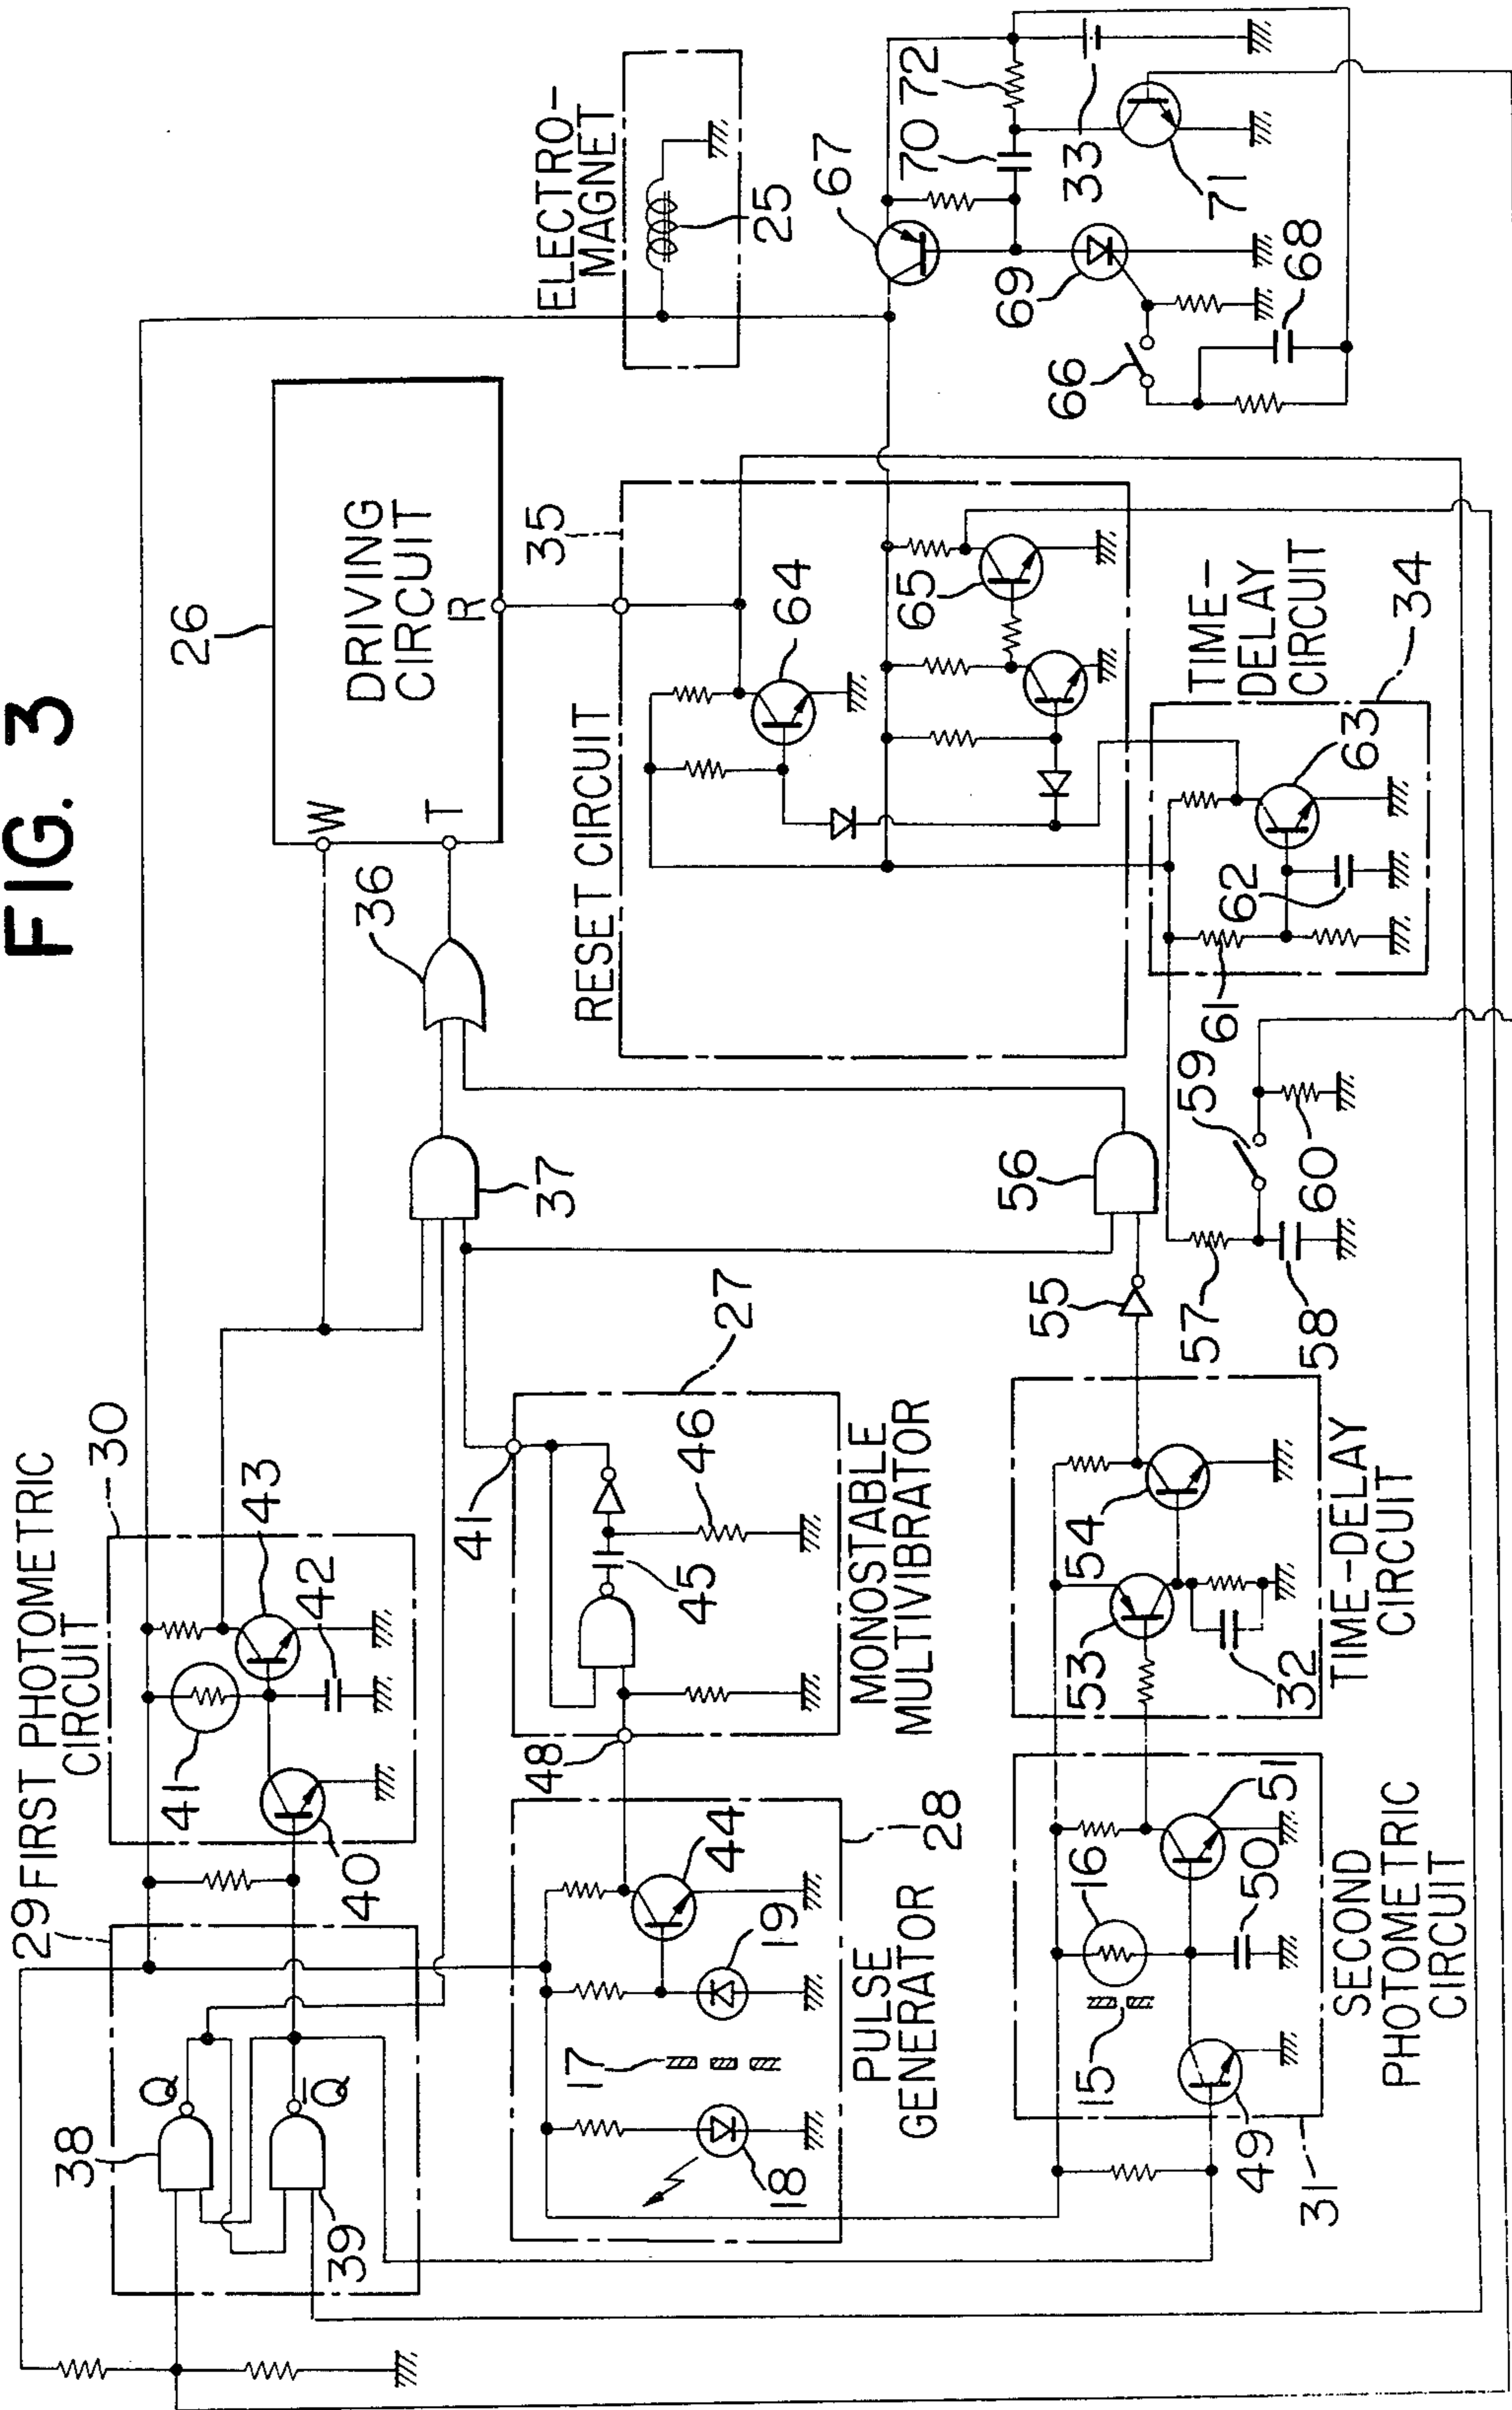 FIG. 3
29
FIRST PHOTOMETRIC
CIRCUIT
30
38
Q
Q̅
39
40
41
43
42
W
T
R
26
DRIVING
CIRCUIT
36
37
ELECTRO-
MAGNET
25
17
18
19
44
28
PULSE
GENERATOR
48
41
45
46
27
MONOSTABLE
MULTIVIBRATOR
RESET CIRCUIT
35
64
65
67
70
72
33
71
69
66
68
15
16
49
50
51
31
SECOND
PHOTOMETRIC
CIRCUIT
53
54
32
TIME-DELAY
CIRCUIT
55
56
57
58
59
60
61
62
63
TIME-
DELAY
CIRCUIT
34